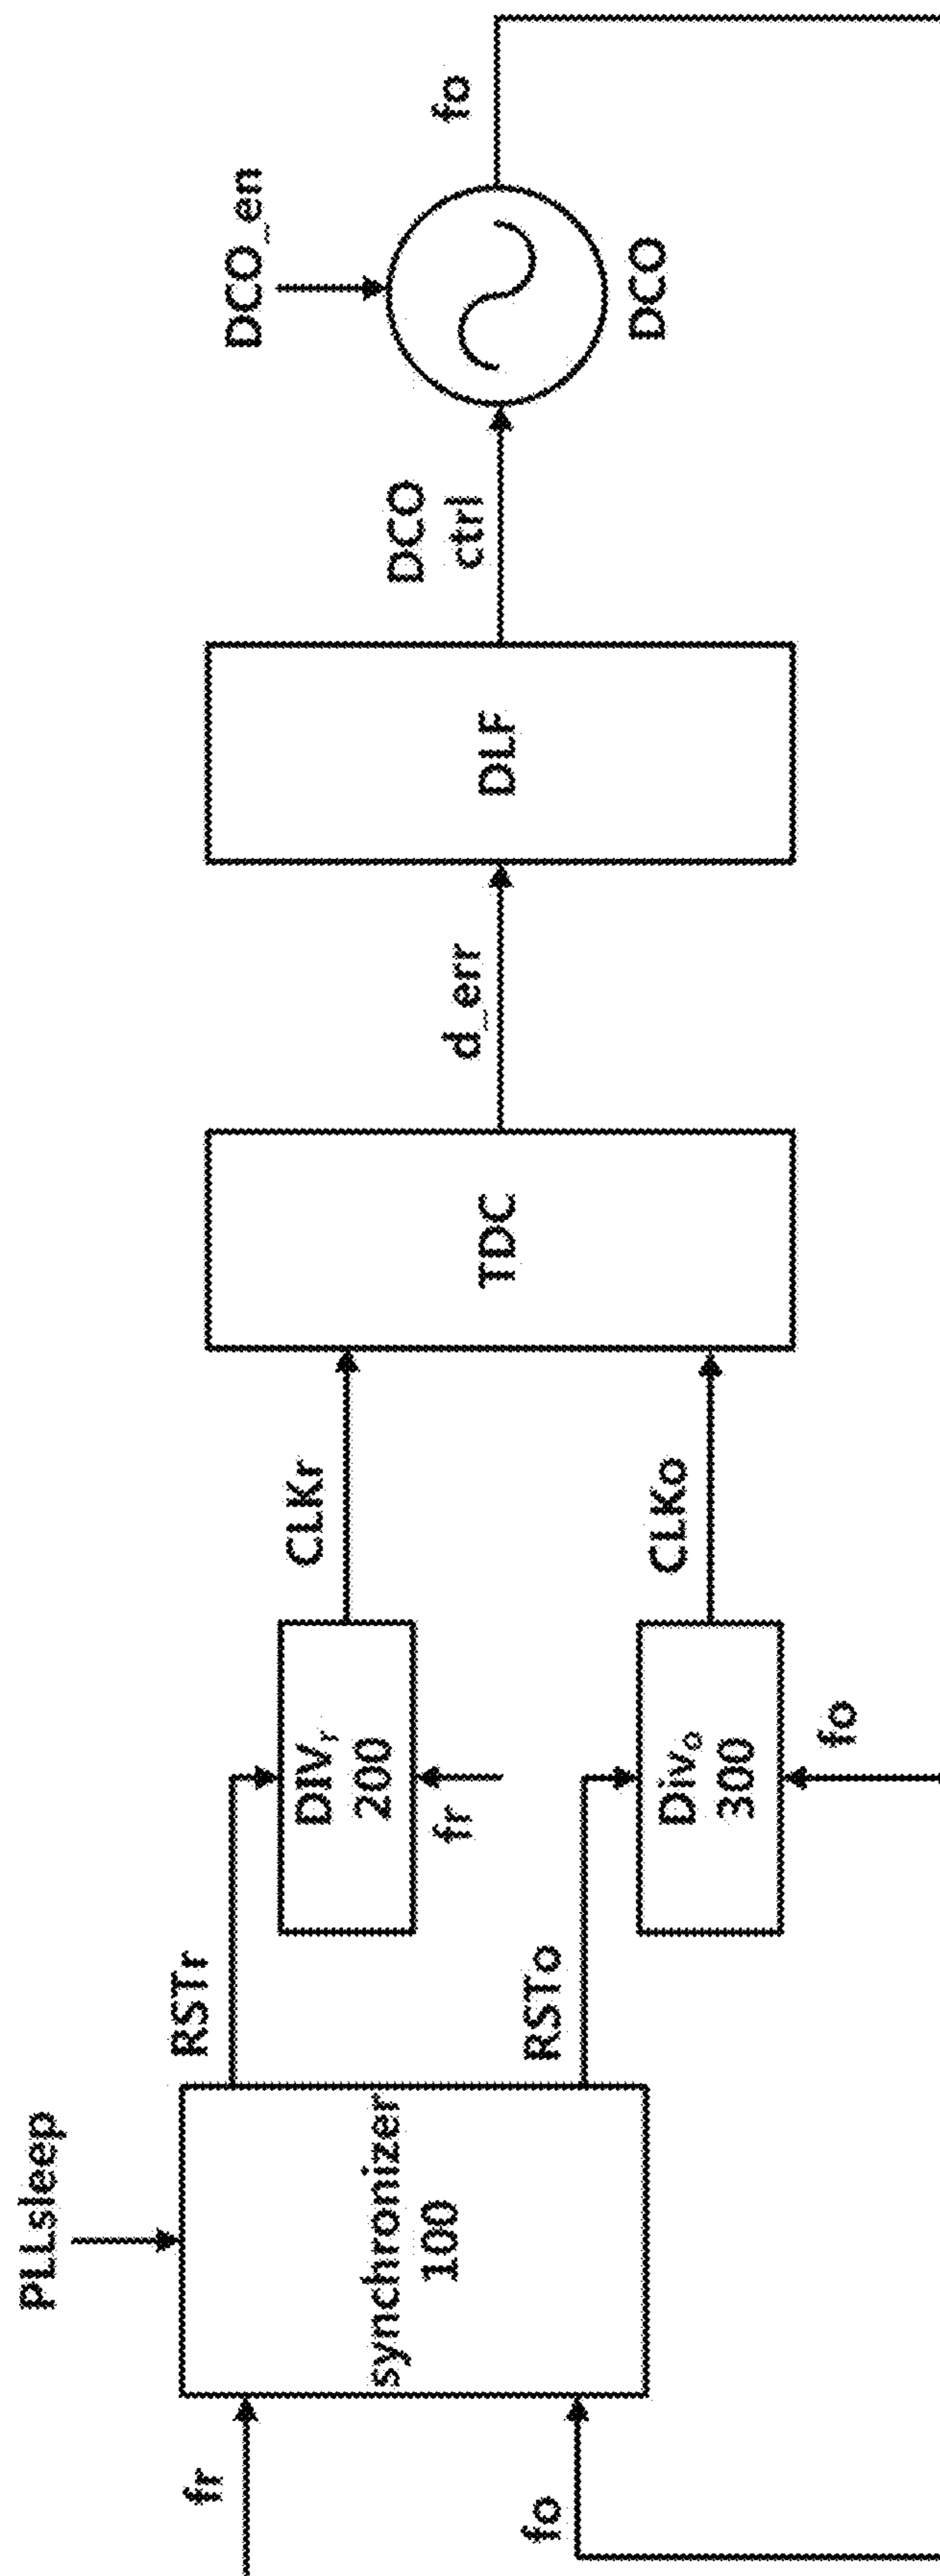 PLLsleep
fr
fo
synchronizer
100
RSTr
RSTo
DIVr
200
fr
Divo
300
fo
CLKr
CLKo
TDC
d_err
DLF
DCO
ctrl
DCO_en
DCO
fo